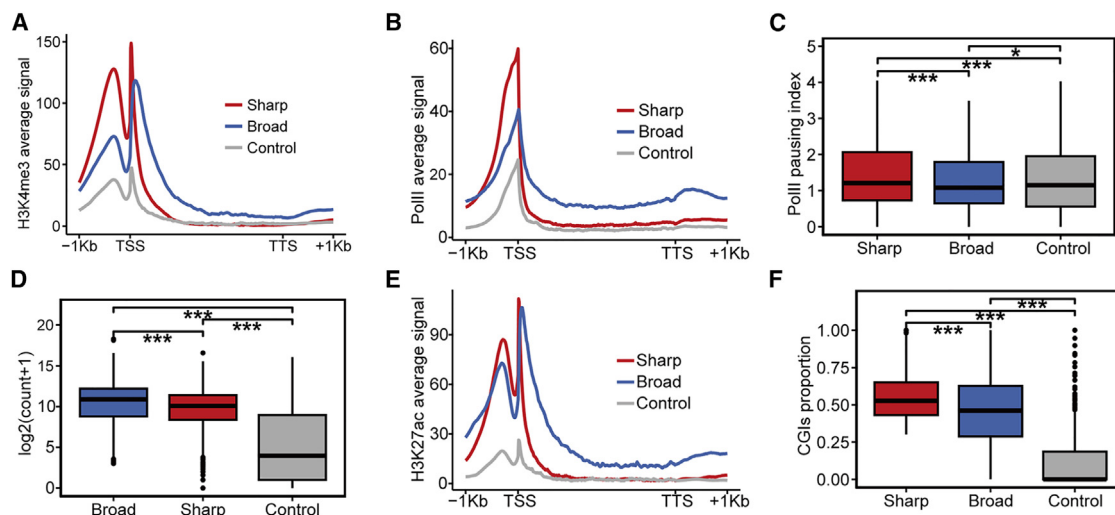 A
H3K4me3 average signal
150
100
50
0
−1Kb TSS TTS +1Kb
Sharp
Broad
Control
B
PolII average signal
60
40
20
0
−1Kb TSS TTS +1Kb
Sharp
Broad
Control
C
PolII pausing index
5
4
3
2
1
0
*
***
***
Sharp Broad Control
D
log2(count+1)
20
15
10
5
0
***
***
***
Broad Sharp Control
E
H3K27ac average signal
90
60
30
0
−1Kb TSS TTS +1Kb
Sharp
Broad
Control
F
CGIs proportion
1.00
0.75
0.50
0.25
0.00
***
***
***
Sharp Broad Control